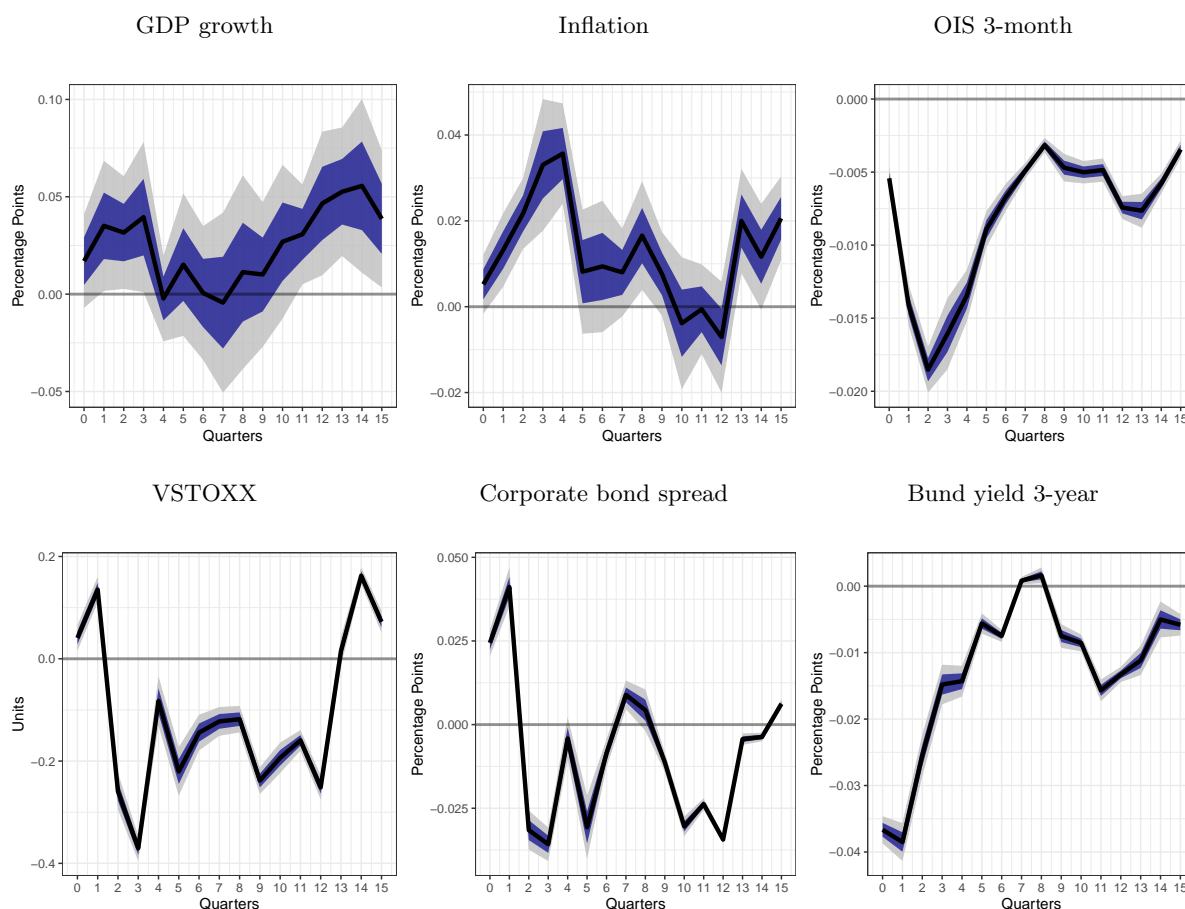 GDP growth
Inflation
OIS 3-month
Percentage Points
0.10
0.05
0.00
−0.05
0 1 2 3 4 5 6 7 8 9 10 11 12 13 14 15
Quarters
Percentage Points
0.04
0.02
0.00
−0.02
0 1 2 3 4 5 6 7 8 9 10 11 12 13 14 15
Quarters
Percentage Points
0.000
−0.005
−0.010
−0.015
−0.020
0 1 2 3 4 5 6 7 8 9 10 11 12 13 14 15
Quarters
VSTOXX
Corporate bond spread
Bund yield 3-year
Units
0.2
0.0
−0.2
−0.4
0 1 2 3 4 5 6 7 8 9 10 11 12 13 14 15
Quarters
Percentage Points
0.050
0.025
0.000
−0.025
0 1 2 3 4 5 6 7 8 9 10 11 12 13 14 15
Quarters
Percentage Points
0.00
−0.01
−0.02
−0.03
−0.04
0 1 2 3 4 5 6 7 8 9 10 11 12 13 14 15
Quarters